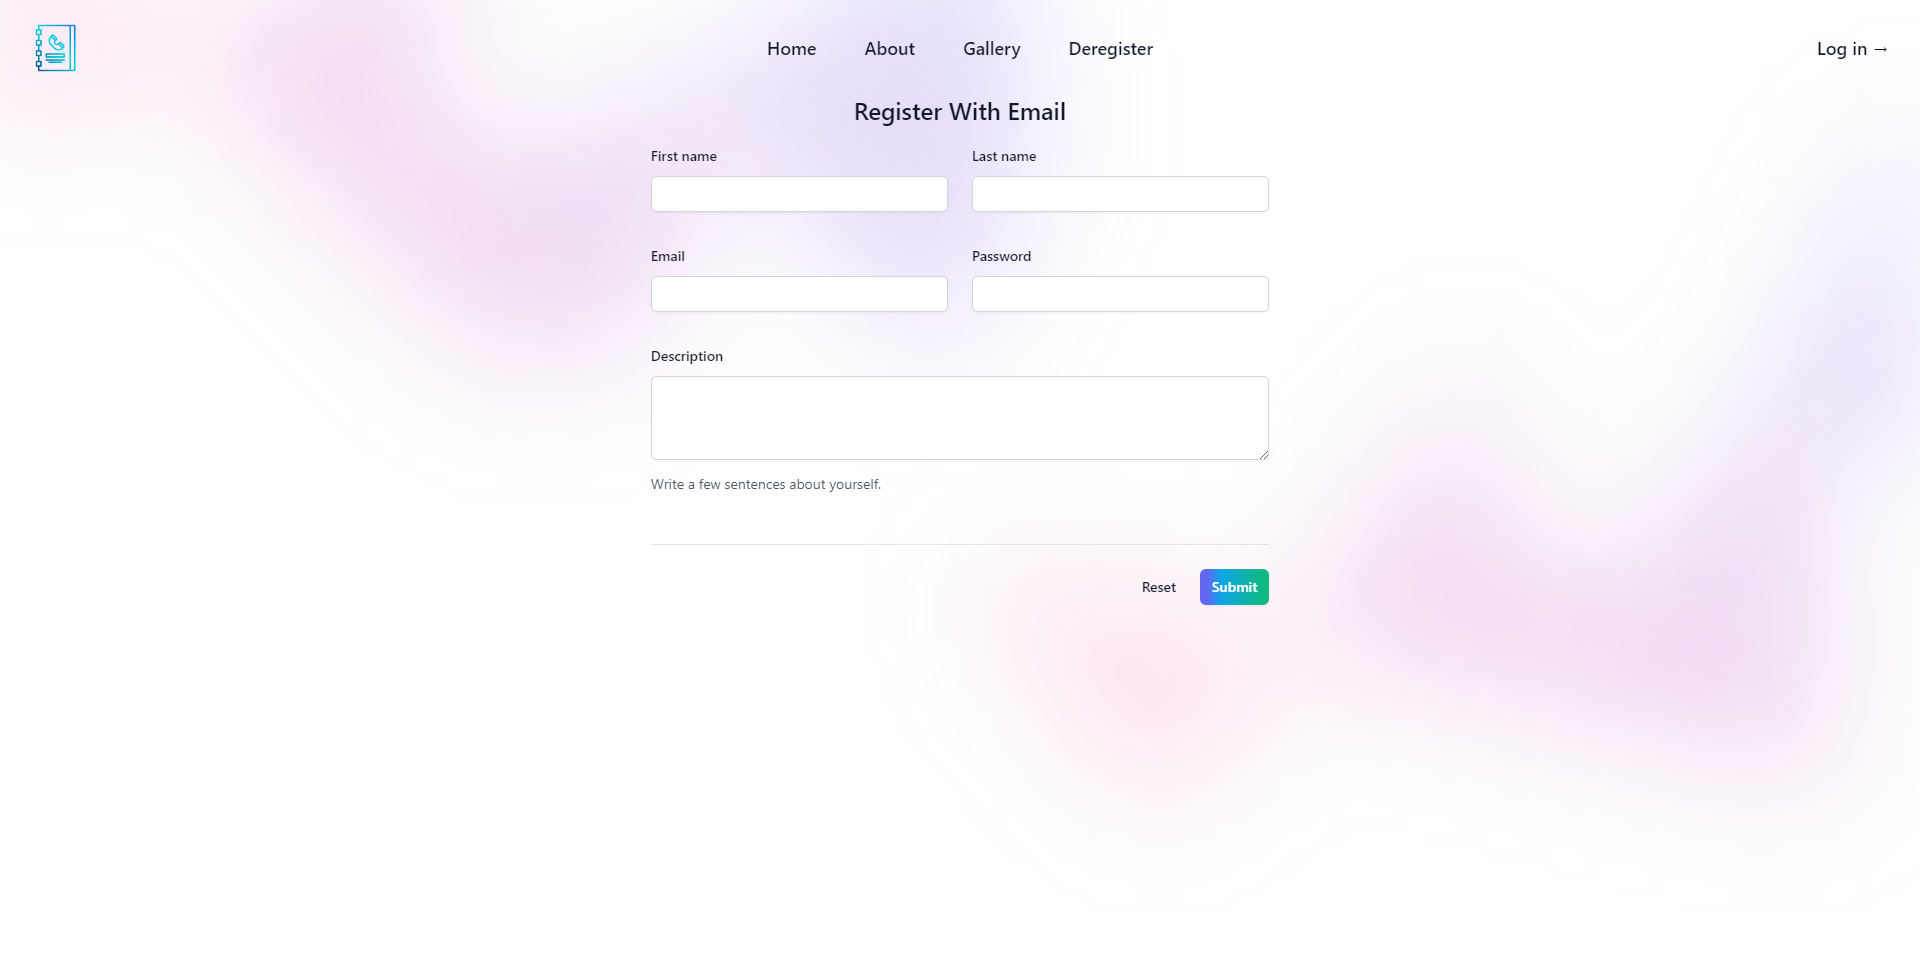 Home About Gallery Deregister Log in →
Register With Email
First name Last name
Email Password
Description
Write a few sentences about yourself.
Reset Submit